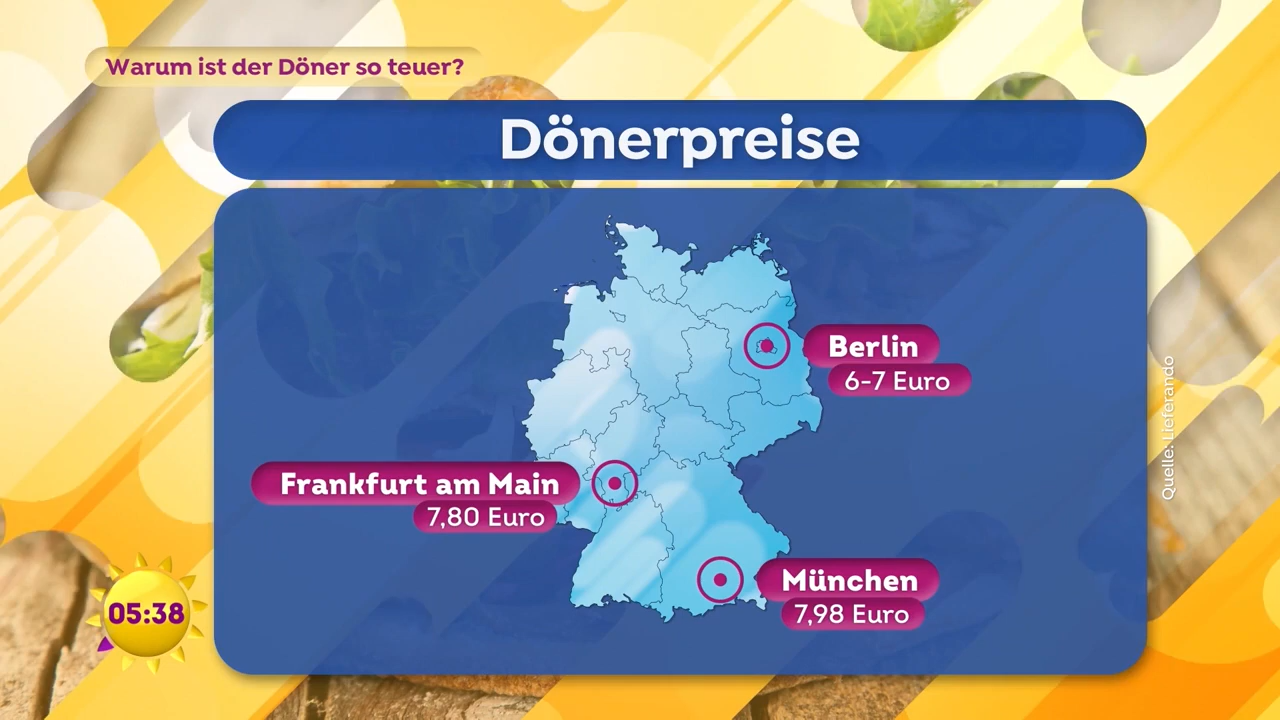 Warum ist der Döner so teuer?
Dönerpreise
Berlin
6-7 Euro
Frankfurt am Main
7,80 Euro
München
7,98 Euro
Quelle: Lieferando
05:38